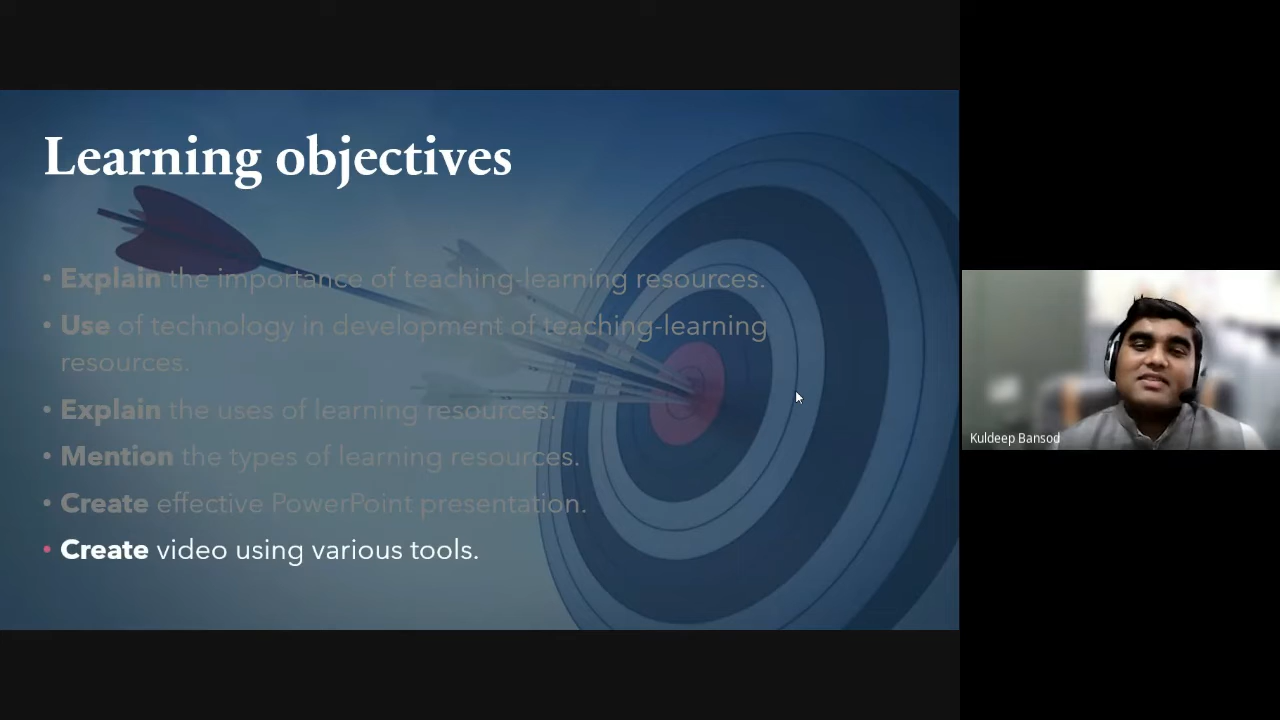 Learning objectives
• Explain the importance of teaching-learning resources.
• Use of technology in development of teaching-learning
resources.
• Explain the uses of learning resources.
• Mention the types of learning resources.
• Create effective PowerPoint presentation.
• Create video using various tools.
Kuldeep Bansod